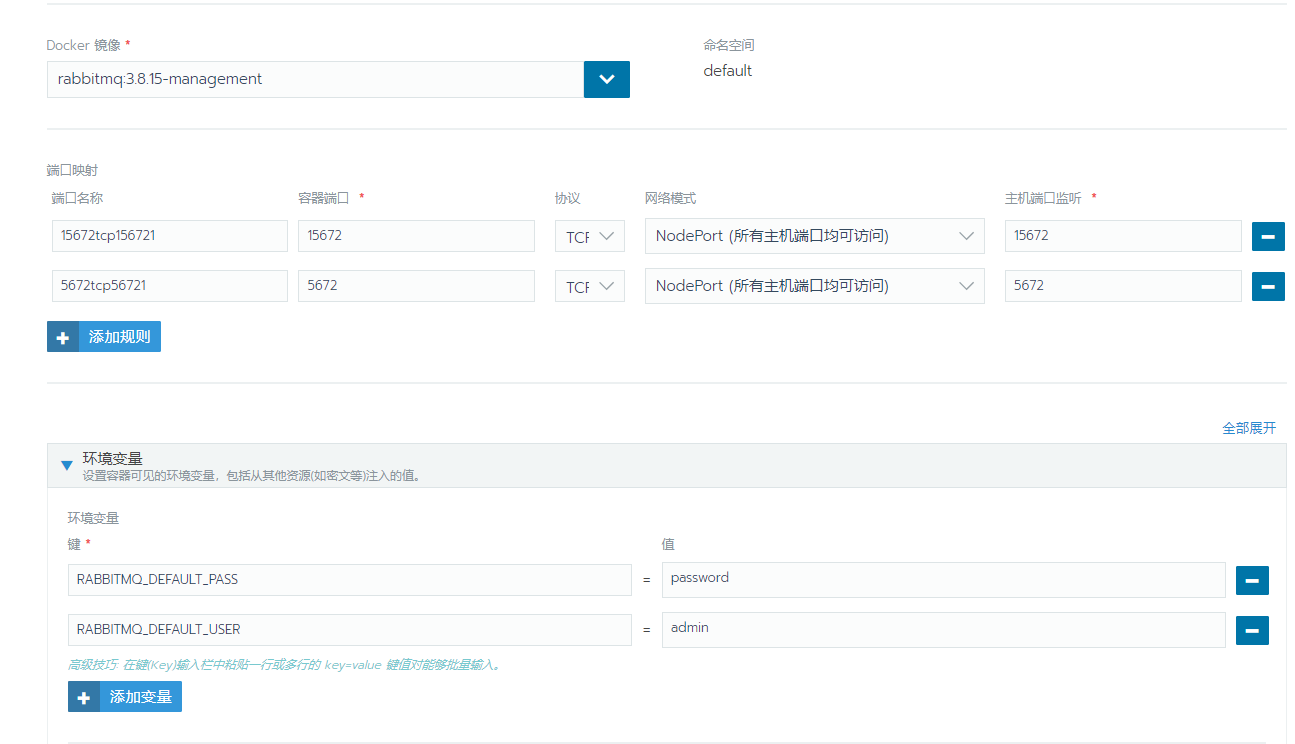 Docker 镜像 * 命名空间
rabbitmq:3.8.15-management default
端口映射
端口名称 容器端口 * 协议 网络模式 主机端口监听 *
15672tcp156721 15672 TCP NodePort (所有主机端口均可访问) 15672
5672tcp56721 5672 TCP NodePort (所有主机端口均可访问) 5672
添加规则
全部展开
环境变量
设置容器可见的环境变量，包括从其他资源(如密文等)注入的值。
环境变量
键 * 值
RABBITMQ_DEFAULT_PASS = password
RABBITMQ_DEFAULT_USER = admin
高级技巧: 在键(Key)输入栏中粘贴一行或多行的 key=value 键值对能够批量输入。
添加变量